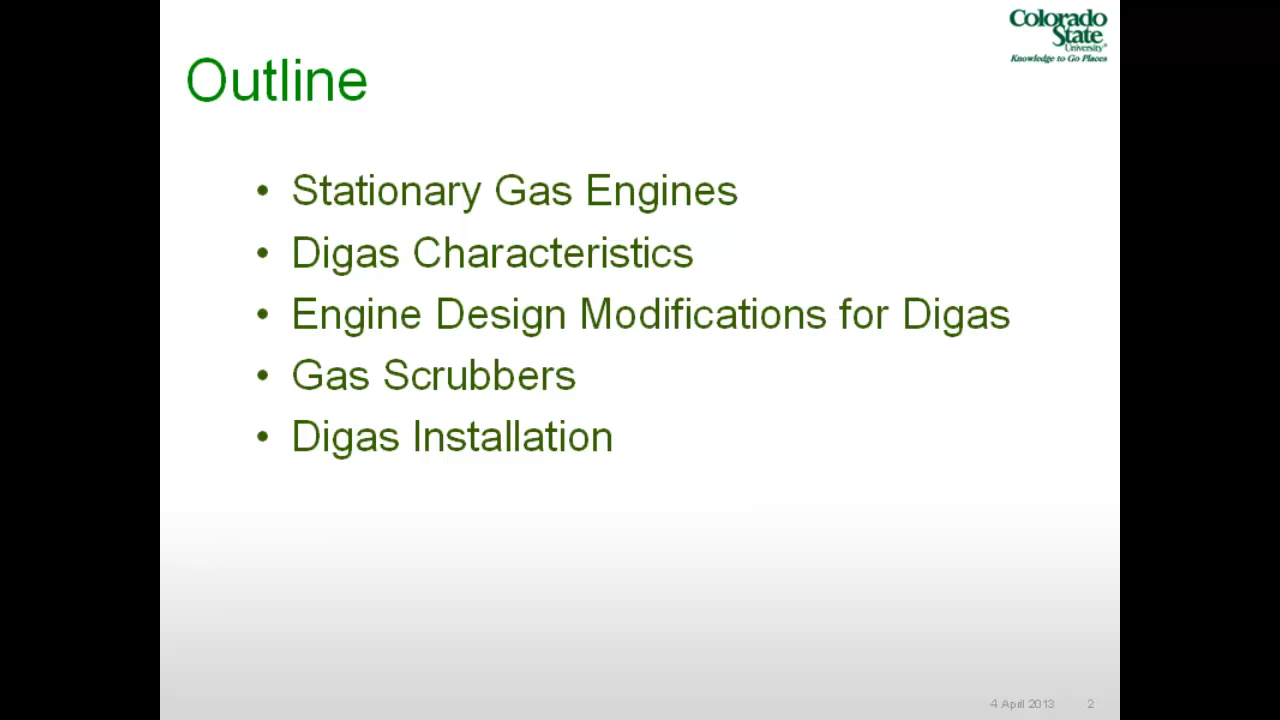 Colorado
State
University
Knowledge to Go Places
Outline
• Stationary Gas Engines
• Digas Characteristics
• Engine Design Modifications for Digas
• Gas Scrubbers
• Digas Installation
4 April 2013 2